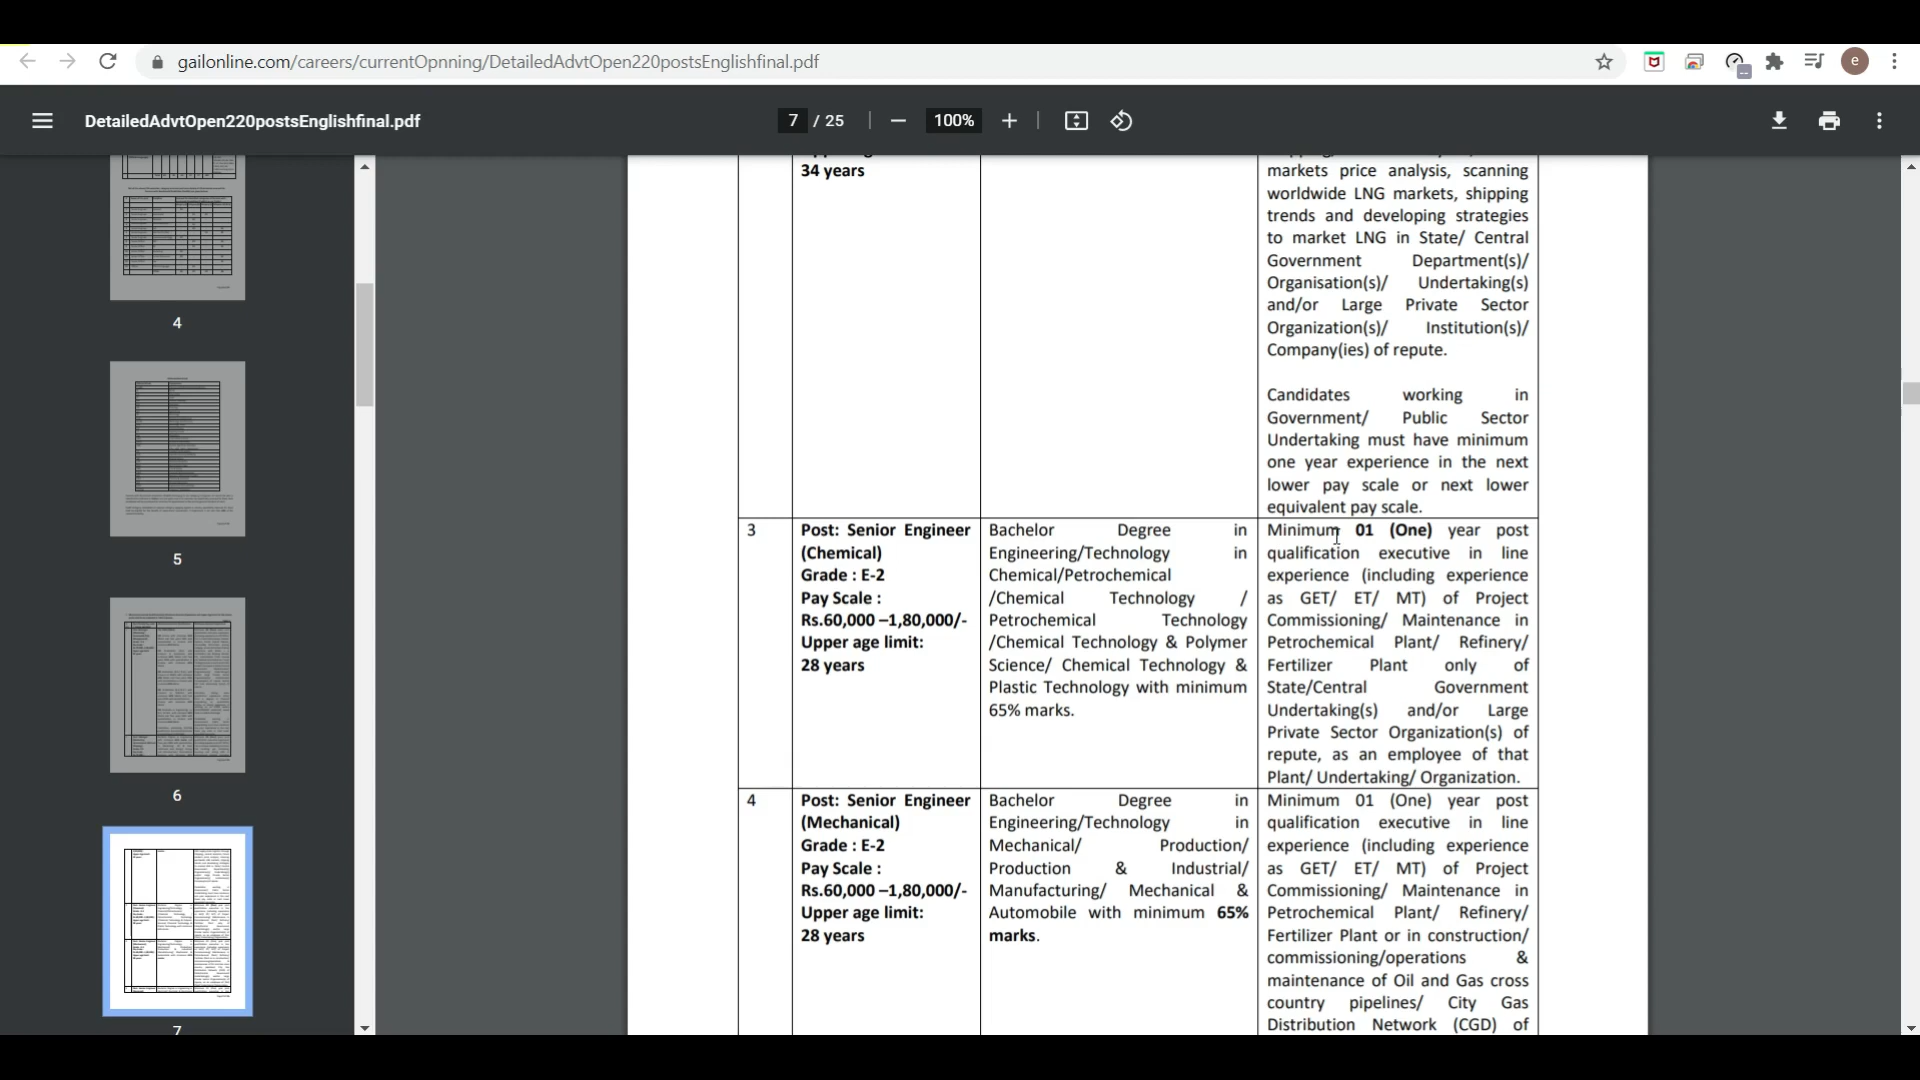 gailonline.com/careers/currentOpnning/DetailedAdvtOpen220postsEnglishfinal.pdf
e
DetailedAdvtOpen220postsEnglishfinal.pdf
7 / 25
100%
4
5
6
7
34 years
markets price analysis, scanning
worldwide LNG markets, shipping
trends and developing strategies
to market LNG in State/ Central
Government Department(s)/
Organisation(s)/ Undertaking(s)
and/or Large Private Sector
Organization(s)/ Institution(s)/
Company(ies) of repute.
Candidates working in
Government/ Public Sector
Undertaking must have minimum
one year experience in the next
lower pay scale or next lower
equivalent pay scale.
3
Post: Senior Engineer
(Chemical)
Grade : E-2
Pay Scale :
Rs.60,000 –1,80,000/-
Upper age limit:
28 years
Bachelor Degree in
Engineering/Technology in
Chemical/Petrochemical
/Chemical Technology /
Petrochemical Technology
/Chemical Technology & Polymer
Science/ Chemical Technology &
Plastic Technology with minimum
65% marks.
Minimum 01 (One) year post
qualification executive in line
experience (including experience
as GET/ ET/ MT) of Project
Commissioning/ Maintenance in
Petrochemical Plant/ Refinery/
Fertilizer Plant only of
State/Central Government
Undertaking(s) and/or Large
Private Sector Organization(s) of
repute, as an employee of that
Plant/ Undertaking/ Organization.
4
Post: Senior Engineer
(Mechanical)
Grade : E-2
Pay Scale :
Rs.60,000 –1,80,000/-
Upper age limit:
28 years
Bachelor Degree in
Engineering/Technology in
Mechanical/ Production/
Production & Industrial/
Manufacturing/ Mechanical &
Automobile with minimum 65%
marks.
Minimum 01 (One) year post
qualification executive in line
experience (including experience
as GET/ ET/ MT) of Project
Commissioning/ Maintenance in
Petrochemical Plant/ Refinery/
Fertilizer Plant or in construction/
commissioning/operations &
maintenance of Oil and Gas cross
country pipelines/ City Gas
Distribution Network (CGD) of